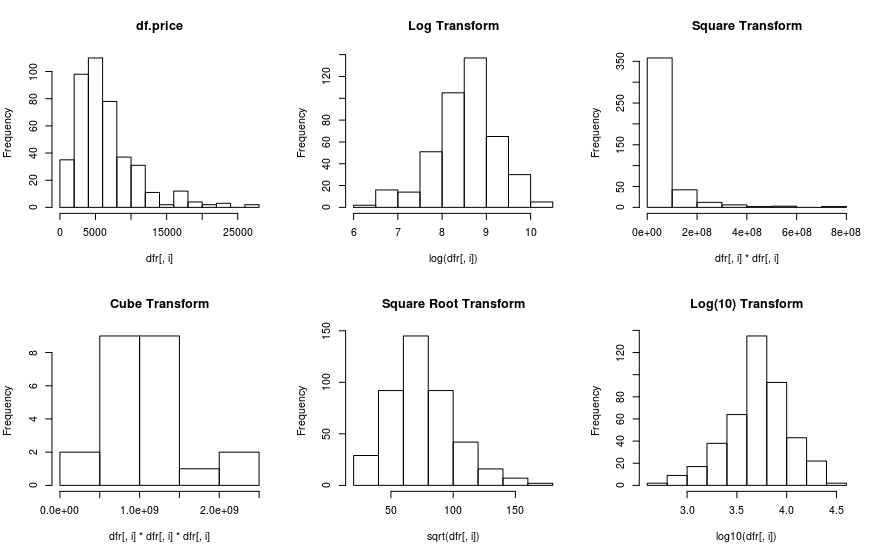 df.price
Frequency
0 20 40 60 80 100
0 5000 15000 25000
dfr[, i]
Log Transform
Frequency
0 20 60 80 120
6 7 8 9 10
log(dfr[, i])
Square Transform
Frequency
0 50 150 250 350
0e+00 2e+08 4e+08 6e+08 8e+08
dfr[, i] * dfr[, i]
Cube Transform
Frequency
0 2 4 6 8
0.0e+00 1.0e+09 2.0e+09
dfr[, i] * dfr[, i] * dfr[, i]
Square Root Transform
Frequency
0 50 100 150
50 100 150
sqrt(dfr[, i])
Log(10) Transform
Frequency
0 20 40 80 120
3.0 3.5 4.0 4.5
log10(dfr[, i])